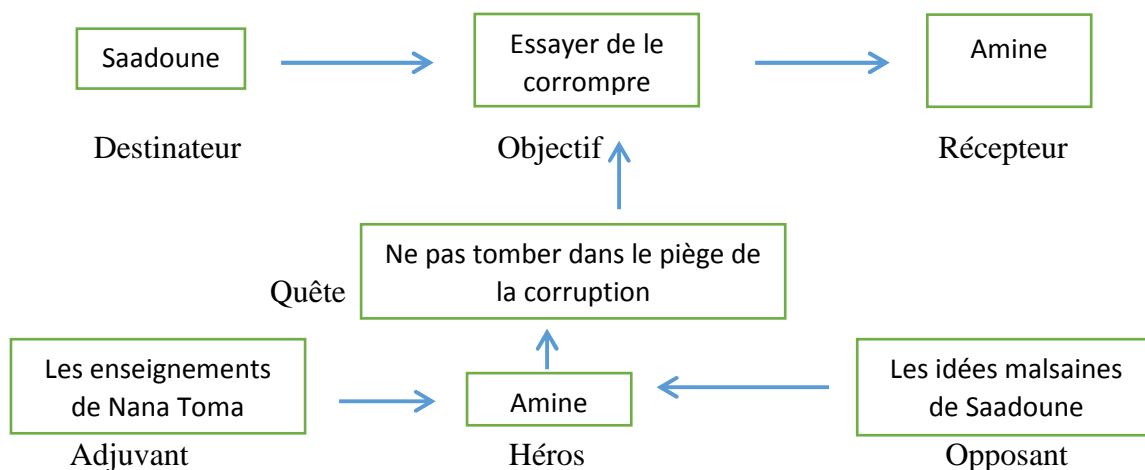 Saadoune
Essayer de le
corrompre
Amine
Destinateur
Objectif
Récepteur
Ne pas tomber dans le piège de
la corruption
Quête
Les enseignements
de Nana Toma
Amine
Les idées malsaines
de Saadoune
Adjuvant
Héros
Opposant